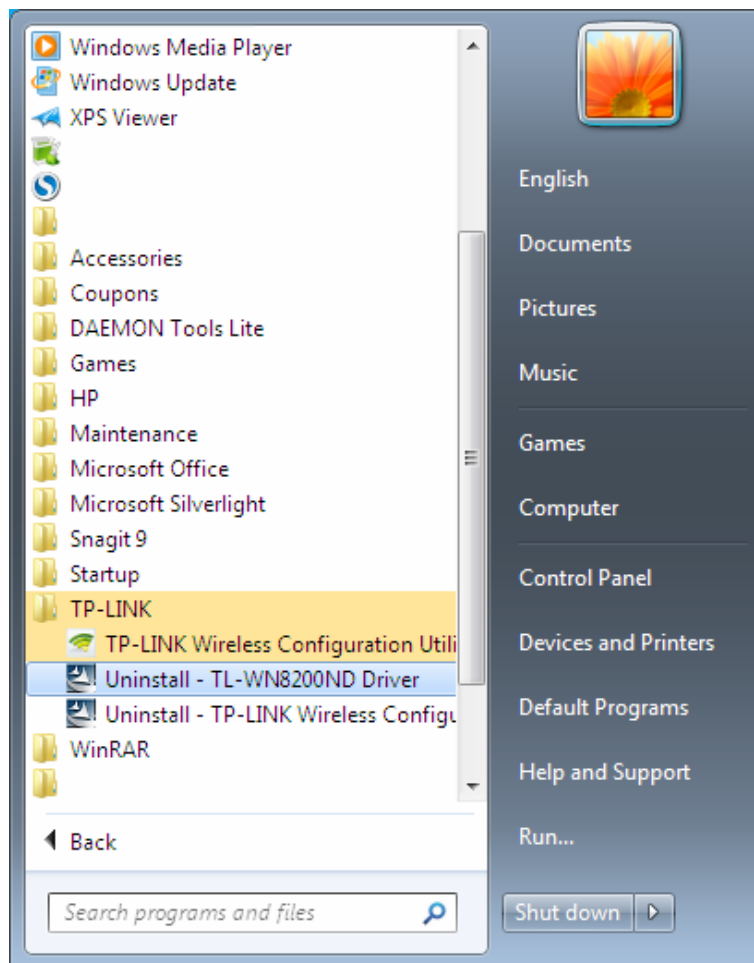 Windows Media Player
Windows Update
XPS Viewer
Accessories
Coupons
DAEMON Tools Lite
Games
HP
Maintenance
Microsoft Office
Microsoft Silverlight
Snagit 9
Startup
TP-LINK
TP-LINK Wireless Configuration Utili
Uninstall - TL-WN8200ND Driver
Uninstall - TP-LINK Wireless Configu
WinRAR
Back
Search programs and files
English
Documents
Pictures
Music
Games
Computer
Control Panel
Devices and Printers
Default Programs
Help and Support
Run...
Shut down